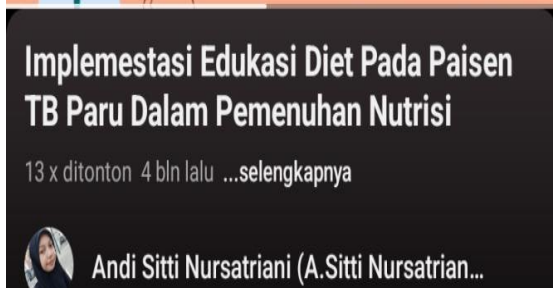 Implemestasi Edukasi Diet Pada Paisen
TB Paru Dalam Pemenuhan Nutrisi
13 x ditonton 4 bln lalu ...selengkapnya
Andi Sitti Nursatriani (A.Sitti Nursatrian...